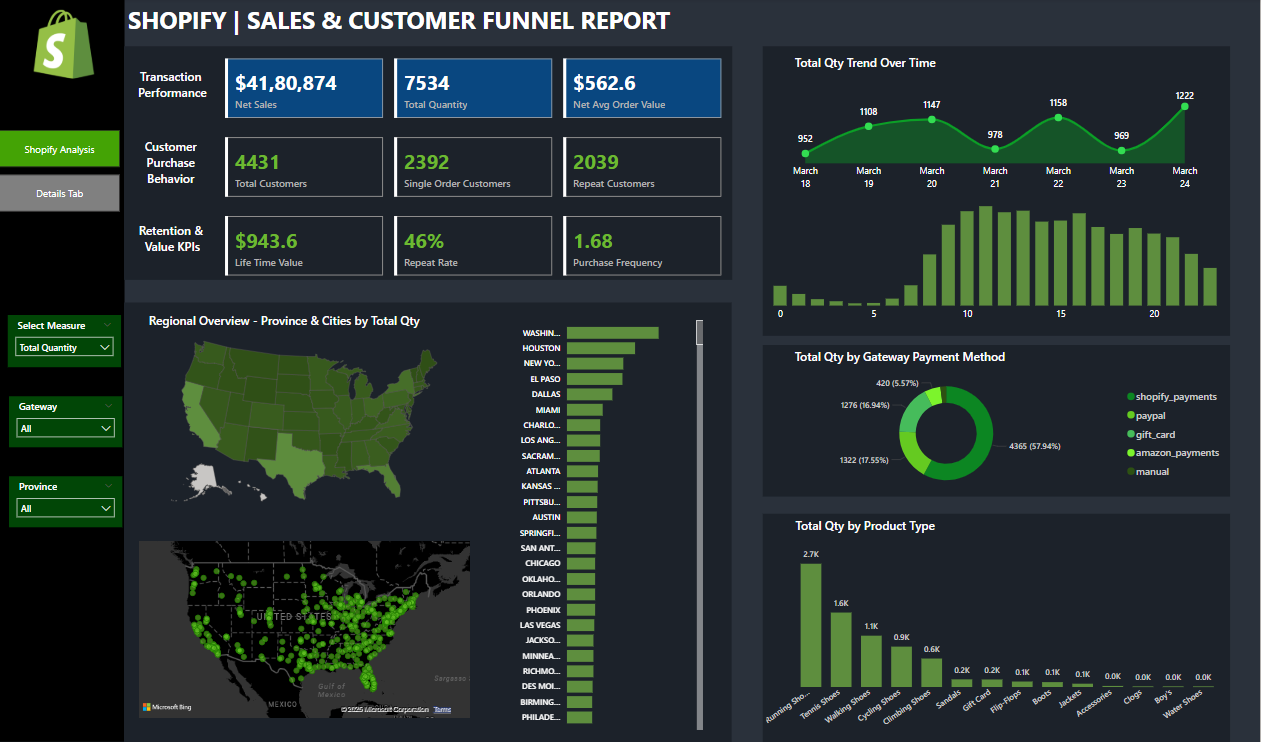 SHOPIFY | SALES & CUSTOMER FUNNEL REPORT
Shopify Analysis
Details Tab
Select Measure
Total Quantity
Gateway
All
Province
All
Transaction
Performance
$41,80,874
Net Sales
7534
Total Quantity
$562.6
Net Avg Order Value
Customer
Purchase
Behavior
4431
Total Customers
2392
Single Order Customers
2039
Repeat Customers
Retention &
Value KPIs
$943.6
Life Time Value
46%
Repeat Rate
1.68
Purchase Frequency
Regional Overview - Province & Cities by Total Qty
WASHIN...
HOUSTON
NEW YO...
EL PASO
DALLAS
MIAMI
CHARLO...
LOS ANG...
SACRAM...
ATLANTA
KANSAS ...
PITTSBU...
AUSTIN
SPRINGFI...
SAN ANT...
CHICAGO
OKLAHO...
ORLANDO
PHOENIX
LAS VEGAS
JACKSO...
MINNEA...
RICHMO...
DES MOI...
BIRMING...
PHILADE...
UNITED STATES
Gulf of
Mexico
MEXICO
Sargasso
Microsoft Bing
© 2025 Microsoft Corporation Terms
Total Qty Trend Over Time
952 1108 1147 978 1158 969 1222
March March March March March March March
18 19 20 21 22 23 24
0 5 10 15 20
Total Qty by Gateway Payment Method
420 (5.57%)
1276 (16.94%)
1322 (17.55%)
4365 (57.94%)
shopify_payments
paypal
gift_card
amazon_payments
manual
Total Qty by Product Type
2.7K 1.6K 1.1K 0.9K 0.6K 0.2K 0.2K 0.1K 0.1K 0.1K 0.0K 0.0K 0.0K 0.0K
Running Sho...
Tennis Shoes
Walking Shoes
Cycling Shoes
Climbing Shoes
Sandals
Gift Card
Flip-Flops
Boots
Jackets
Accessories
Clogs
Boy's
Water Shoes